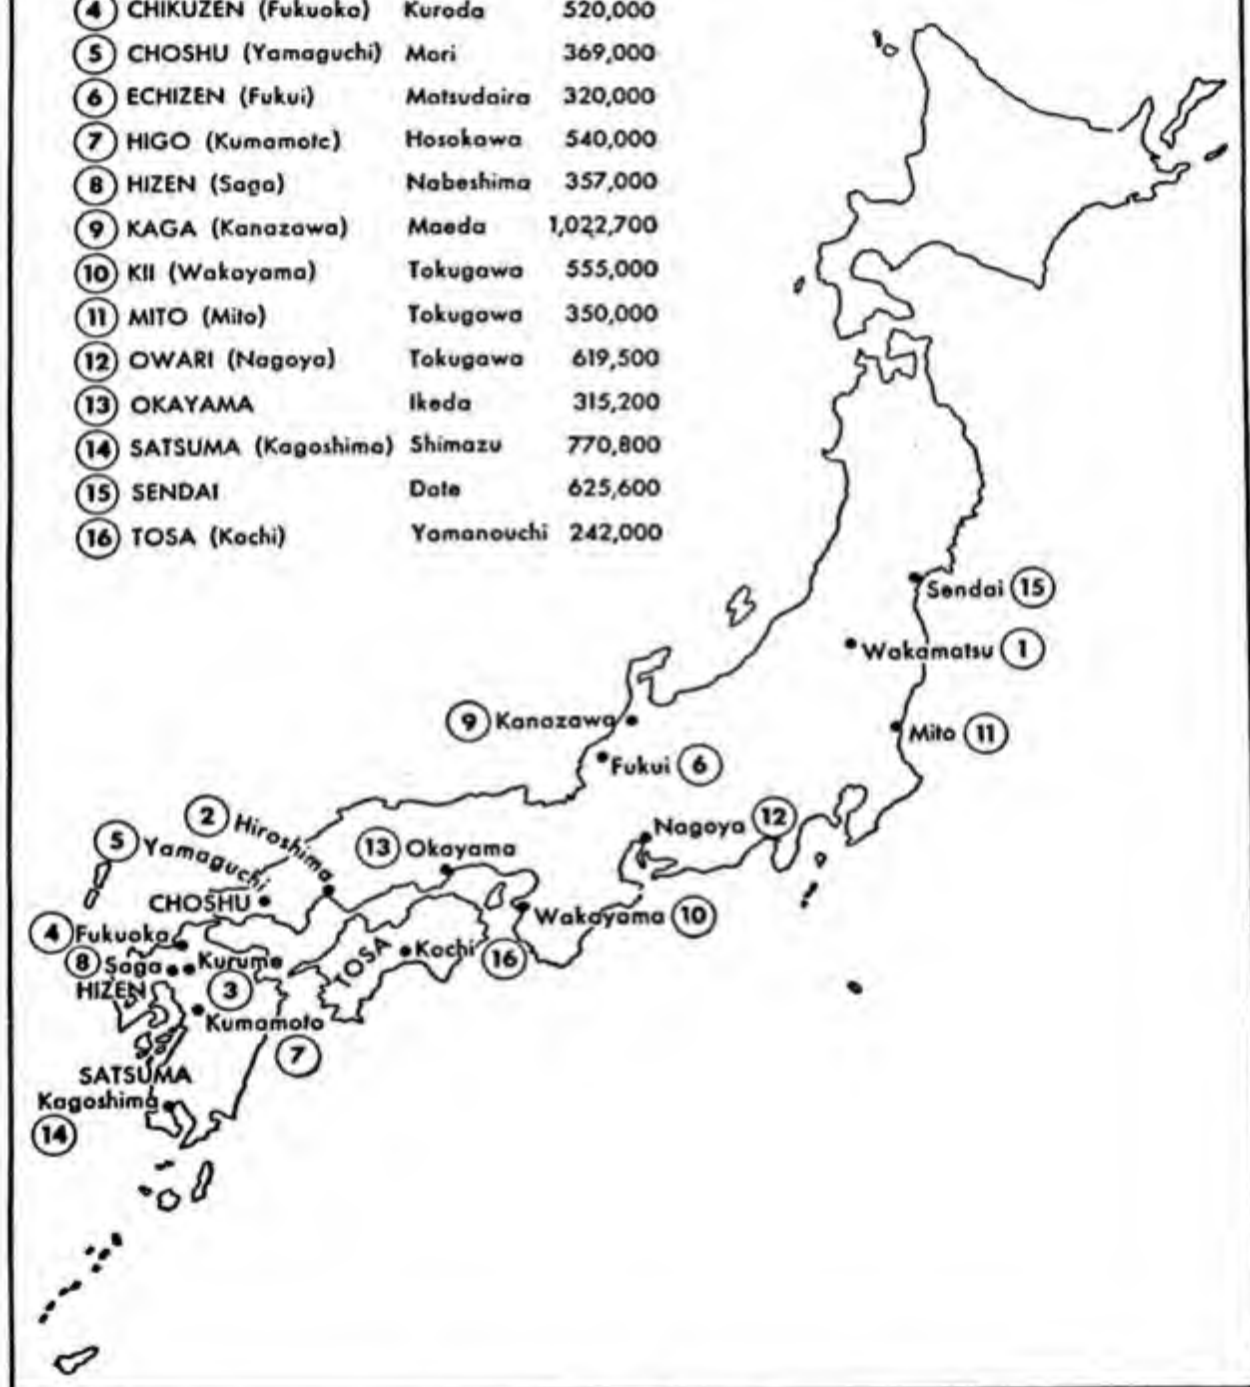 4 CHIKUZEN (Fukuoka) Kuroda 520,000
5 CHOSHU (Yamaguchi) Mori 369,000
6 ECHIZEN (Fukui) Matsudaira 320,000
7 HIGO (Kumamoto) Hosokawa 540,000
8 HIZEN (Saga) Nabeshima 357,000
9 KAGA (Kanazawa) Maeda 1,022,700
10 KII (Wakayama) Tokugawa 555,000
11 MITO (Mito) Tokugawa 350,000
12 OWARI (Nagoya) Tokugawa 619,500
13 OKAYAMA Ikeda 315,200
14 SATSUMA (Kagoshima) Shimazu 770,800
15 SENDAI Date 625,600
16 TOSA (Kochi) Yamanouchi 242,000
Sendai 15
Wakamatsu 1
9 Kanazawa
Mito 11
Fukui 6
2 Hiroshima
Nagoya 12
5 Yamaguchi
13 Okayama
CHOSHU
Wakayama 10
4 Fukuoka
TOSA
Kochi 16
8 Saga
Kurume
HIZEN
3
Kumamoto
7
SATSUMA
Kagoshima
14